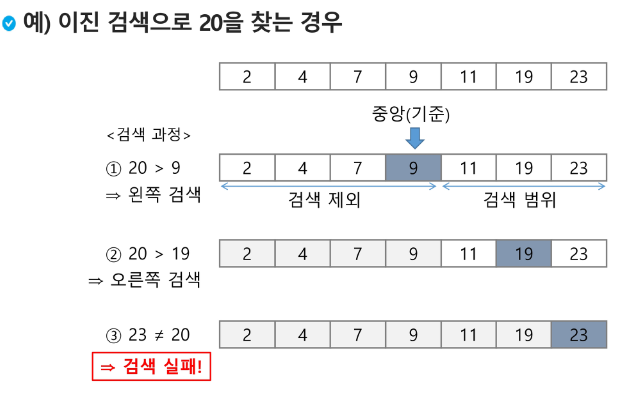 예) 이진 검색으로 20을 찾는 경우
2 4 7 9 11 19 23
중앙(기준)
<검색 과정>
① 20 > 9
⇒ 왼쪽 검색
2 4 7 9 11 19 23
검색 제외 검색 범위
② 20 > 19
⇒ 오른쪽 검색
2 4 7 9 11 19 23
③ 23 ≠ 20
⇒ 검색 실패!
2 4 7 9 11 19 23